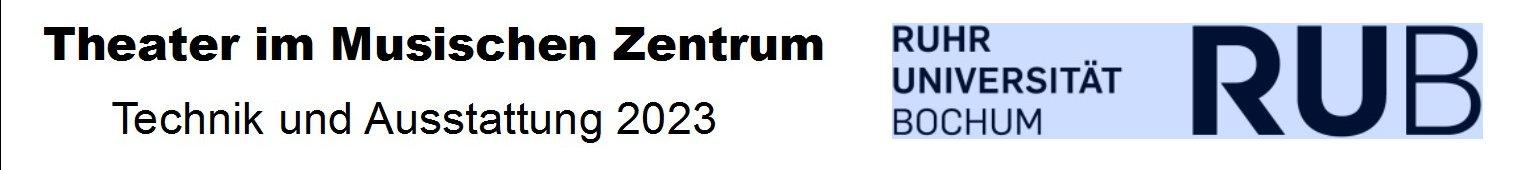 Theater im Musischen Zentrum
Technik und Ausstattung 2023
RUHR
UNIVERSITÄT
BOCHUM
RUB